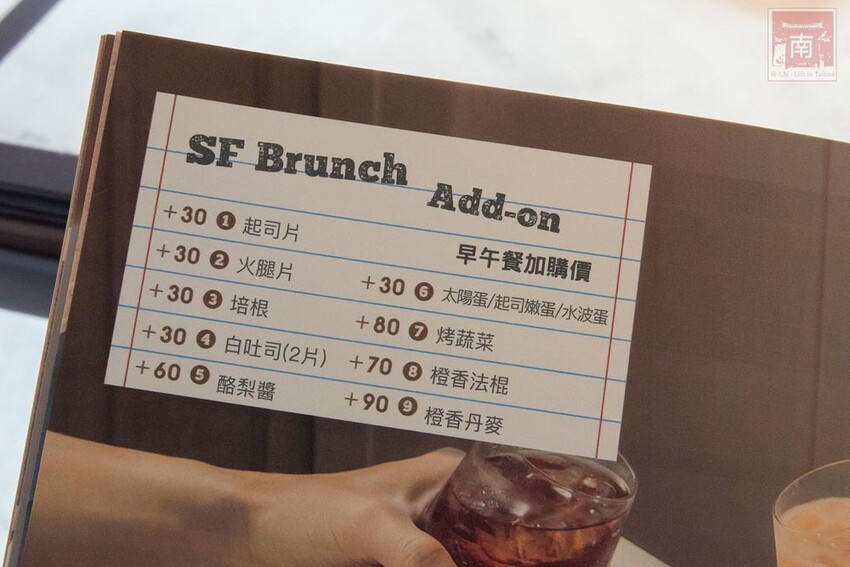 SF Brunch
Add-on
早午餐加購價
+30 1 起司片
+30 2 火腿片
+30 3 培根
+30 4 白吐司(2片)
+60 5 酪梨醬
+30 6 太陽蛋/起司嫩蛋/水波蛋
+80 7 烤蔬菜
+70 8 橙香法棍
+90 9 橙香丹麥
南
Life in Tainan